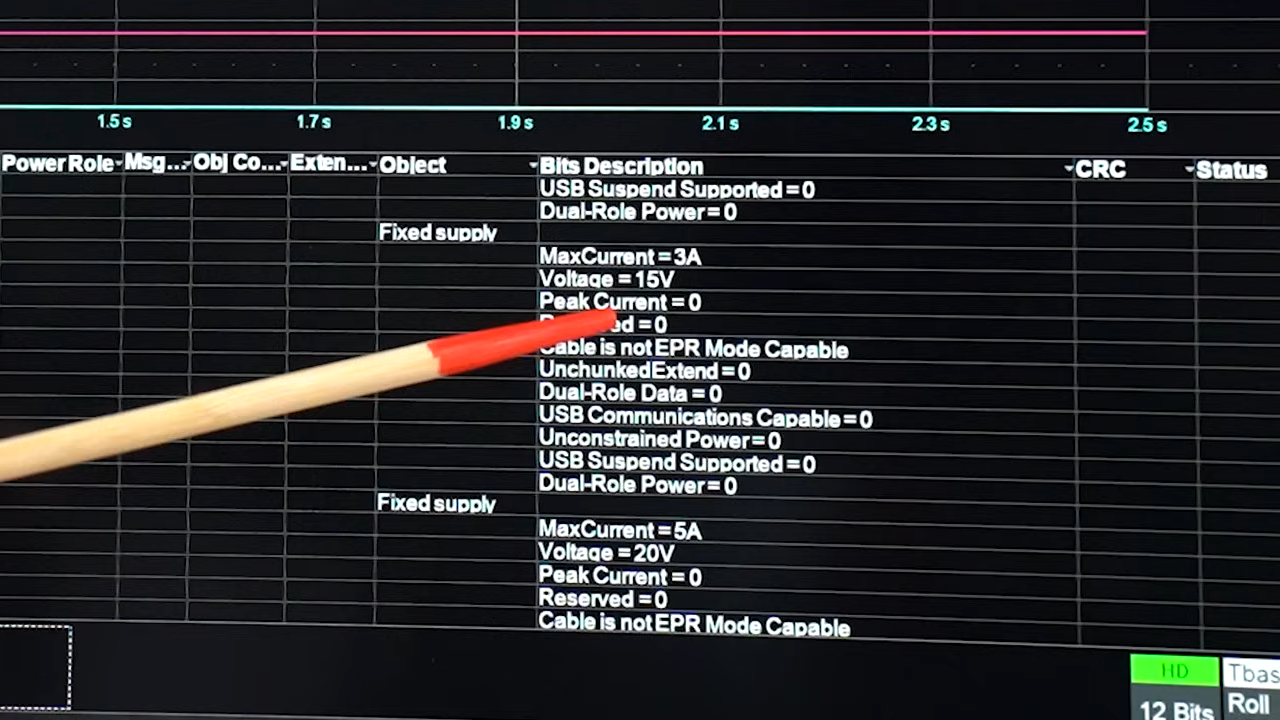 1.5 s 1.7 s 1.9 s 2.1 s 2.3 s 2.5 s
Power Role Msg... Obj Co... Exten... Object Bits Description CRC Status
USB Suspend Supported = 0
Dual-Role Power = 0
Fixed supply
MaxCurrent = 3A
Voltage = 15V
Peak Current = 0
= 0
Cable is not EPR Mode Capable
UnchunkedExtend = 0
Dual-Role Data = 0
USB Communications Capable = 0
Unconstrained Power = 0
USB Suspend Supported = 0
Dual-Role Power = 0
Fixed supply
MaxCurrent = 5A
Voltage = 20V
Peak Current = 0
Reserved = 0
Cable is not EPR Mode Capable
HD Tbas
12 Bits Roll